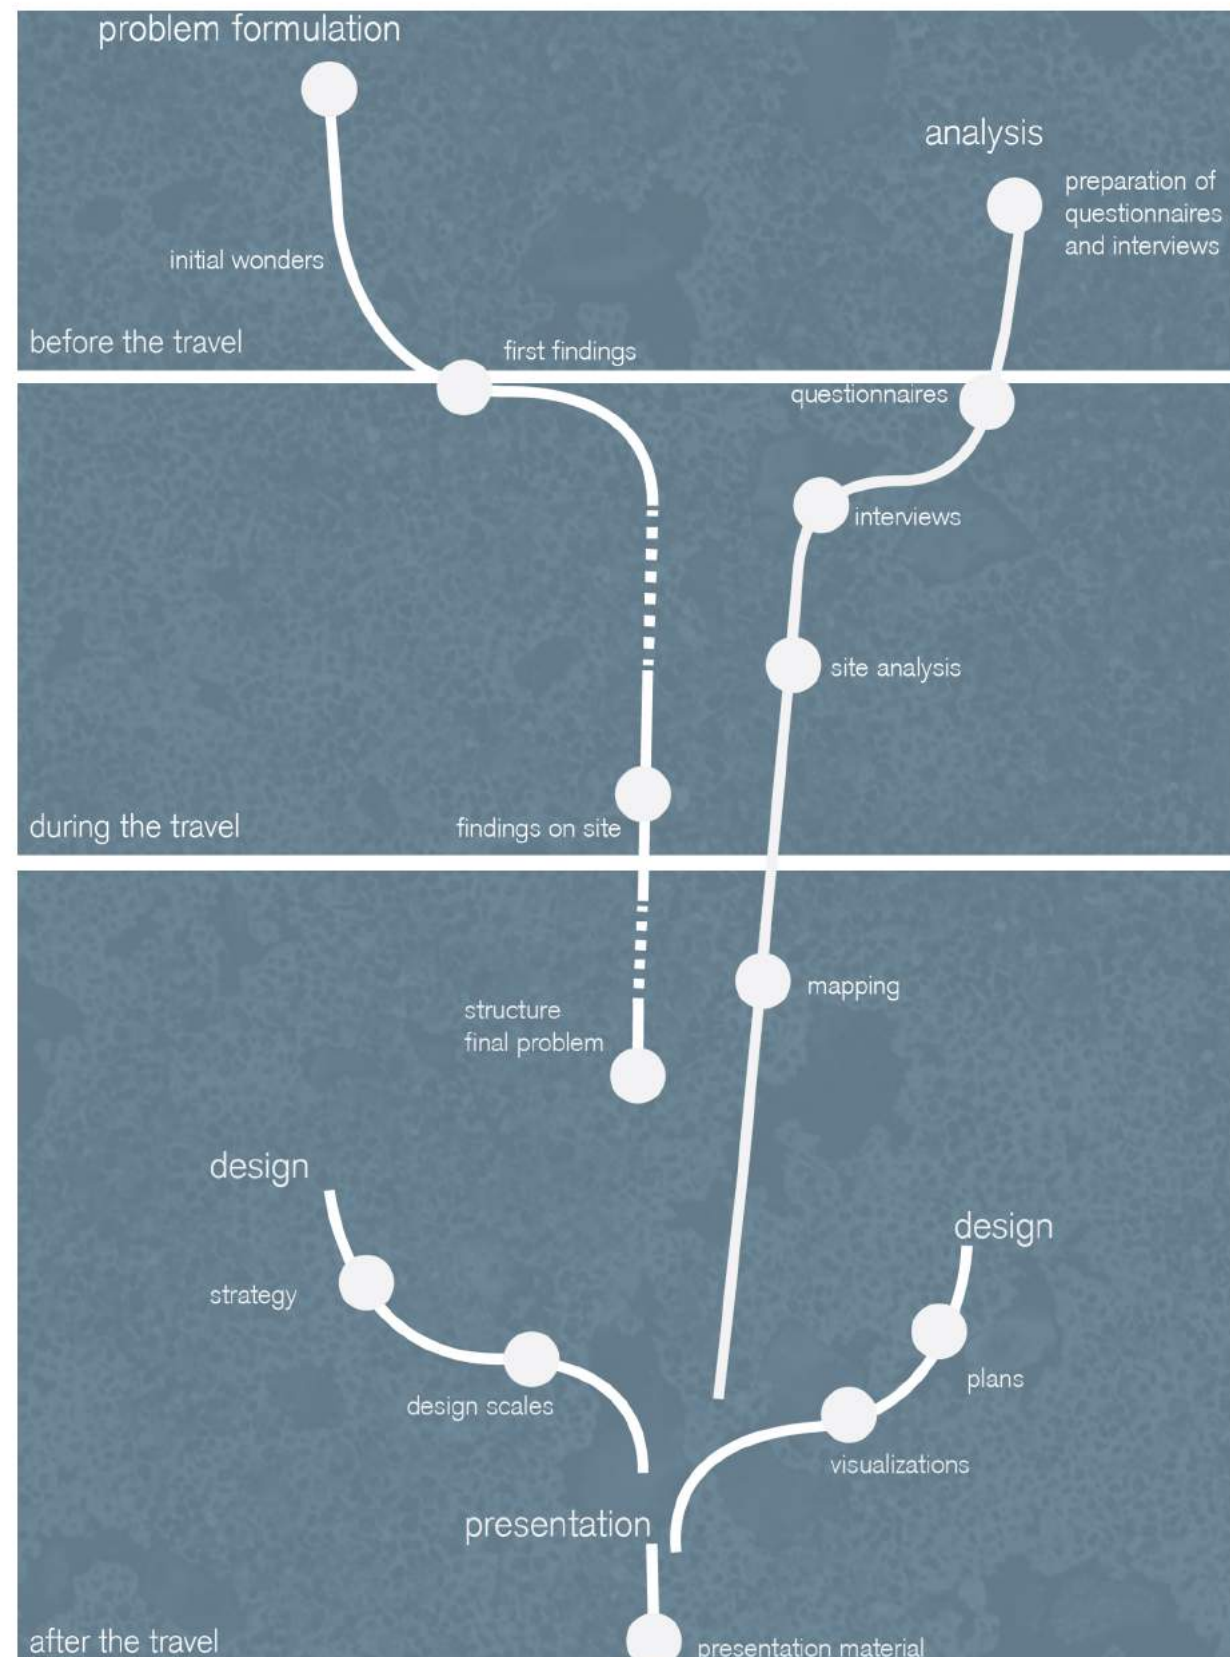 problem formulation
analysis
preparation of
questionnaires
and interviews
initial wonders
before the travel
first findings
questionnaires
interviews
site analysis
during the travel
findings on site
mapping
structure
final problem
design
design
strategy
plans
design scales
visualizations
presentation
after the travel
presentation material